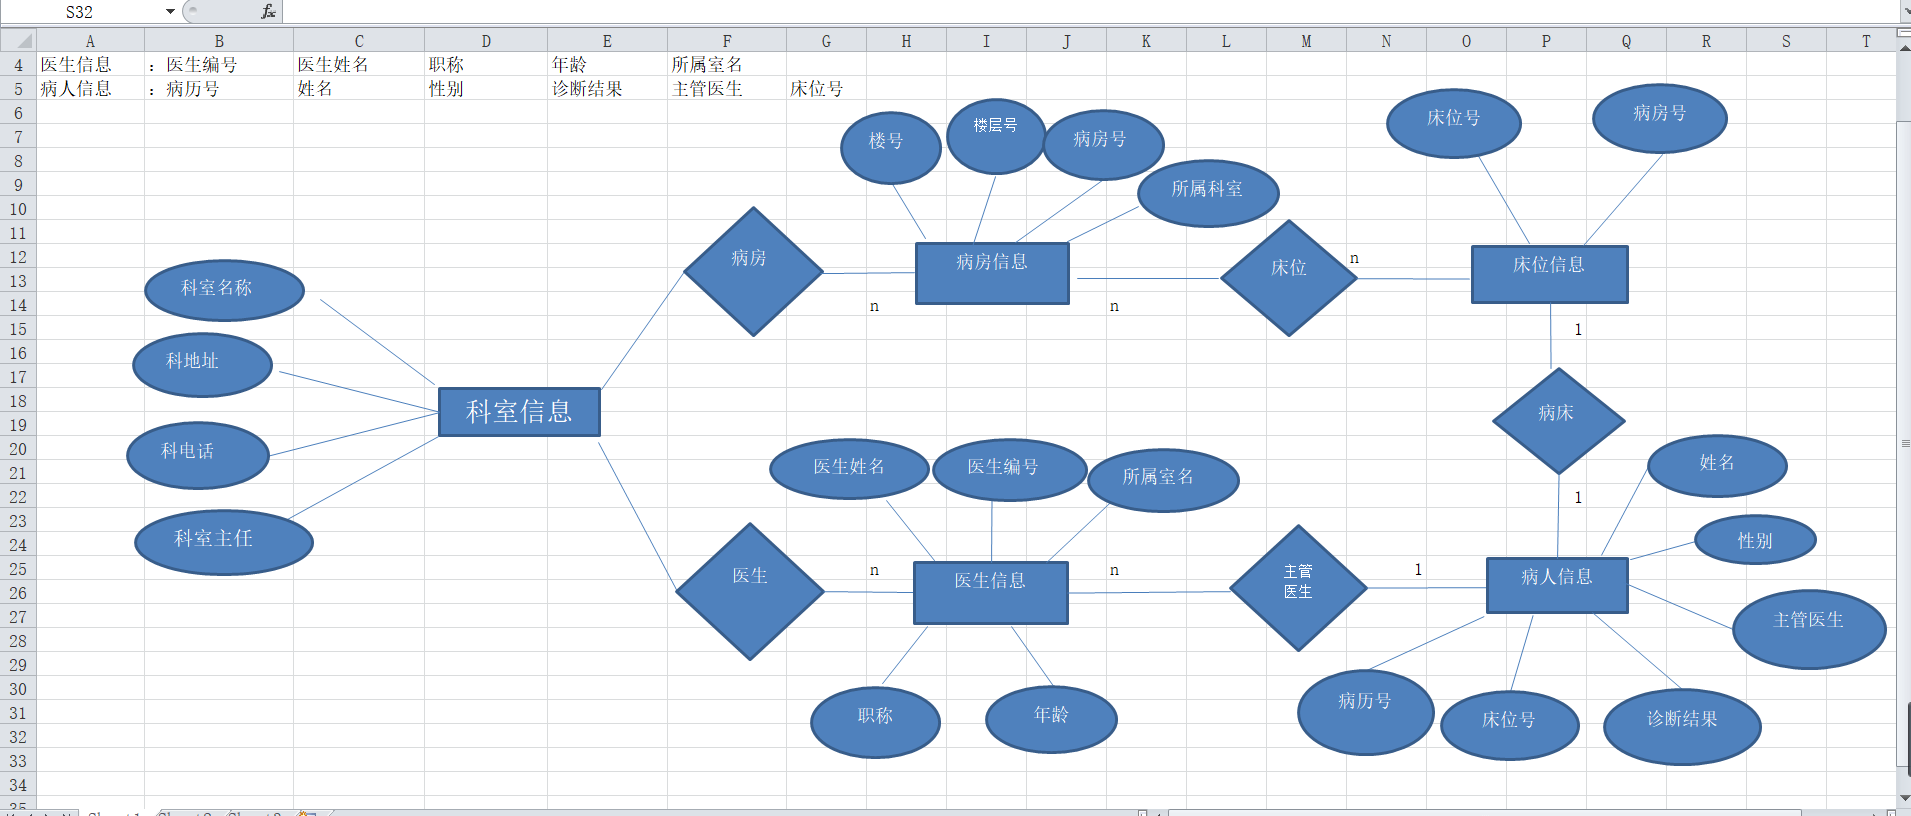 S32 fx
A B C D E F G H I J K L M N O P Q R S T
4 医生信息 ：医生编号 医生姓名 职称 年龄 所属室名
5 病人信息 ：病历号 姓名 性别 诊断结果 主管医生 床位号
6
7
8
9
10
11
12
13
14
15
16
17
18
19
20
21
22
23
24
25
26
27
28
29
30
31
32
33
34
35
楼号
楼层号
病房号
所属科室
床位号
病房号
病房
病房信息
床位
n
床位信息
n
n
1
科室名称
科地址
科电话
科室主任
科室信息
病床
1
医生姓名
医生编号
所属室名
姓名
性别
主管医生
医生
n
医生信息
n
主管
医生
1
病人信息
职称
年龄
病历号
床位号
诊断结果
Sheet1 Sheet2 Sheet3